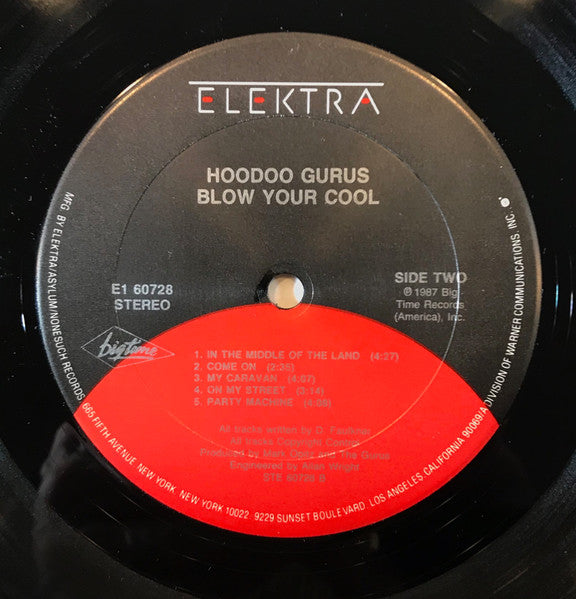 ELEKTRA
HOODOO GURUS
BLOW YOUR COOL
E1 60728
STEREO
SIDE TWO
℗ 1987 Big
Time Records
(America), Inc.
big time
1. IN THE MIDDLE OF THE LAND (4:27)
2. COME ON (2:35)
3. MY CARAVAN (4:07)
4. ON MY STREET (3:14)
5. PARTY MACHINE (4:09)
All tracks written by D. Faulkner
All tracks Copyright Control
Produced by Mark Opitz and The Gurus
Engineered by Allan Wright
STE 60728 B
MFG. BY ELEKTRA/ASYLUM/NONESUCH RECORDS, 665 FIFTH AVENUE, NEW YORK, NEW YORK 10022. 9229 SUNSET BOULEVARD, LOS ANGELES, CALIFORNIA 90069/A DIVISION OF WARNER COMMUNICATIONS INC.